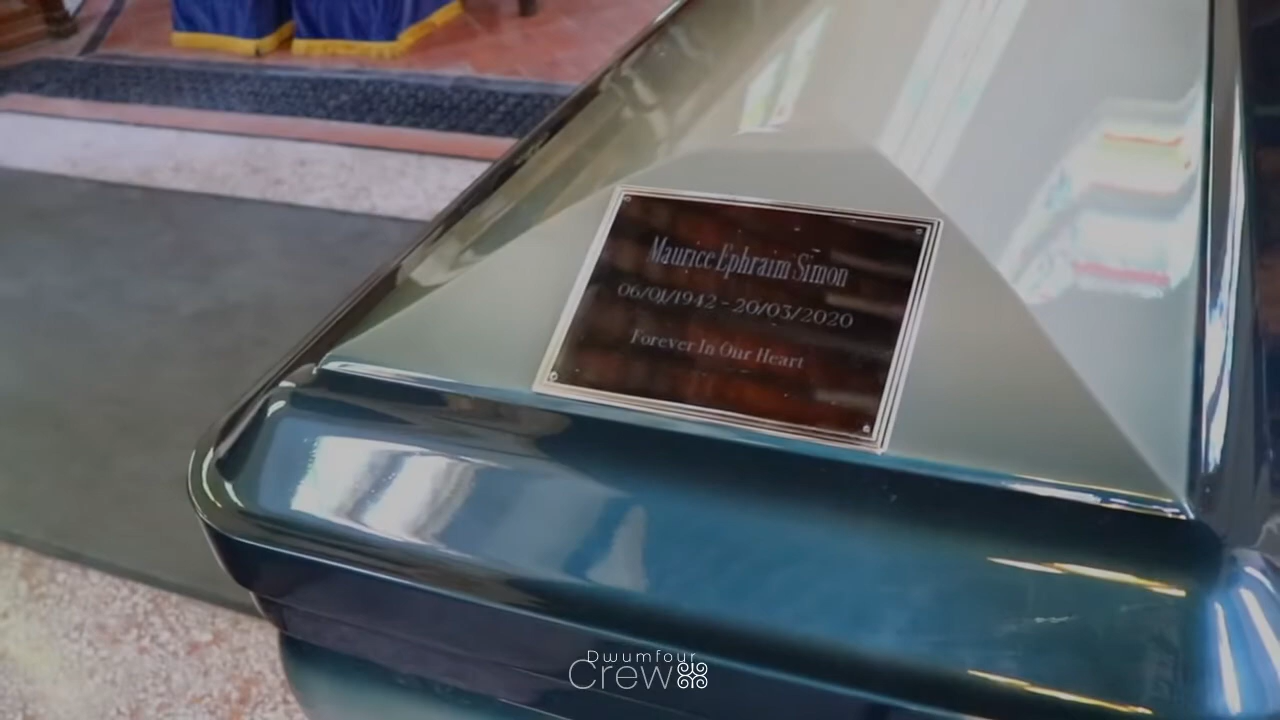 Maurice Ephraim Simon
06/01/1942 - 20/03/2020
Forever In Our Heart
Dwumfour
Crew